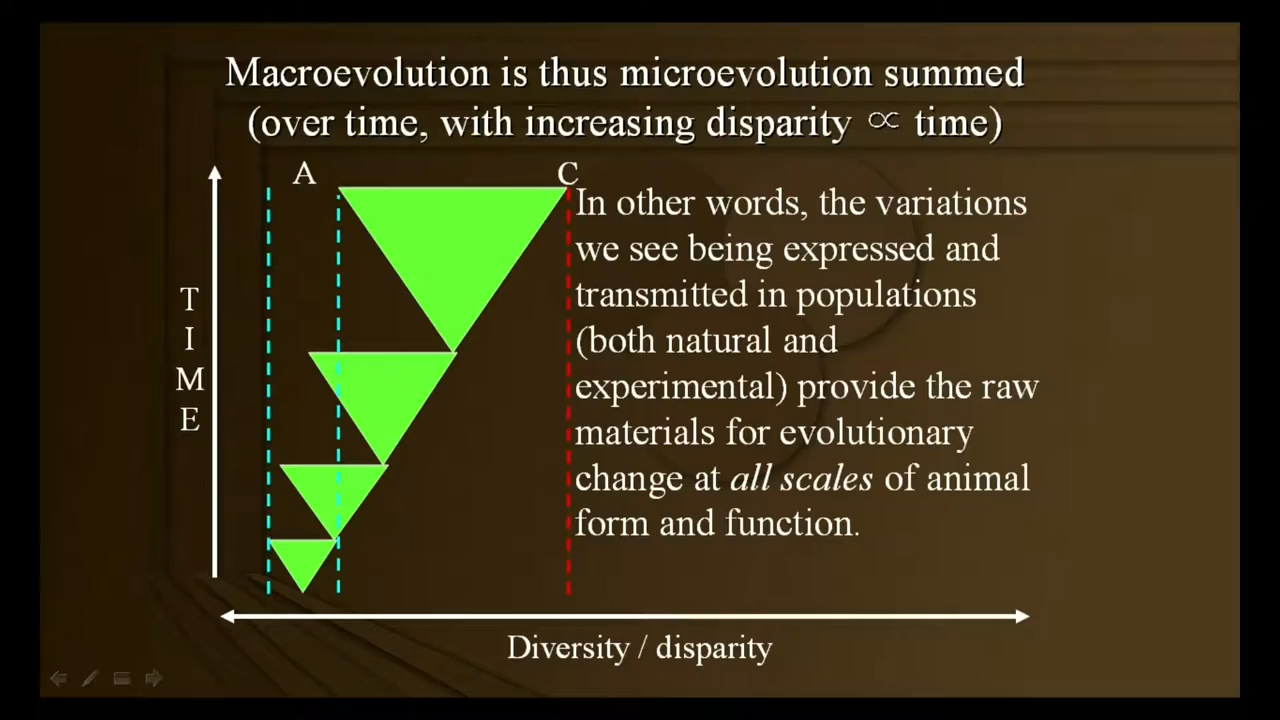 Macroevolution is thus microevolution summed
(over time, with increasing disparity ∝ time)
A
C
In other words, the variations
we see being expressed and
transmitted in populations
(both natural and
experimental) provide the raw
materials for evolutionary
change at all scales of animal
form and function.
T
I
M
E
Diversity / disparity